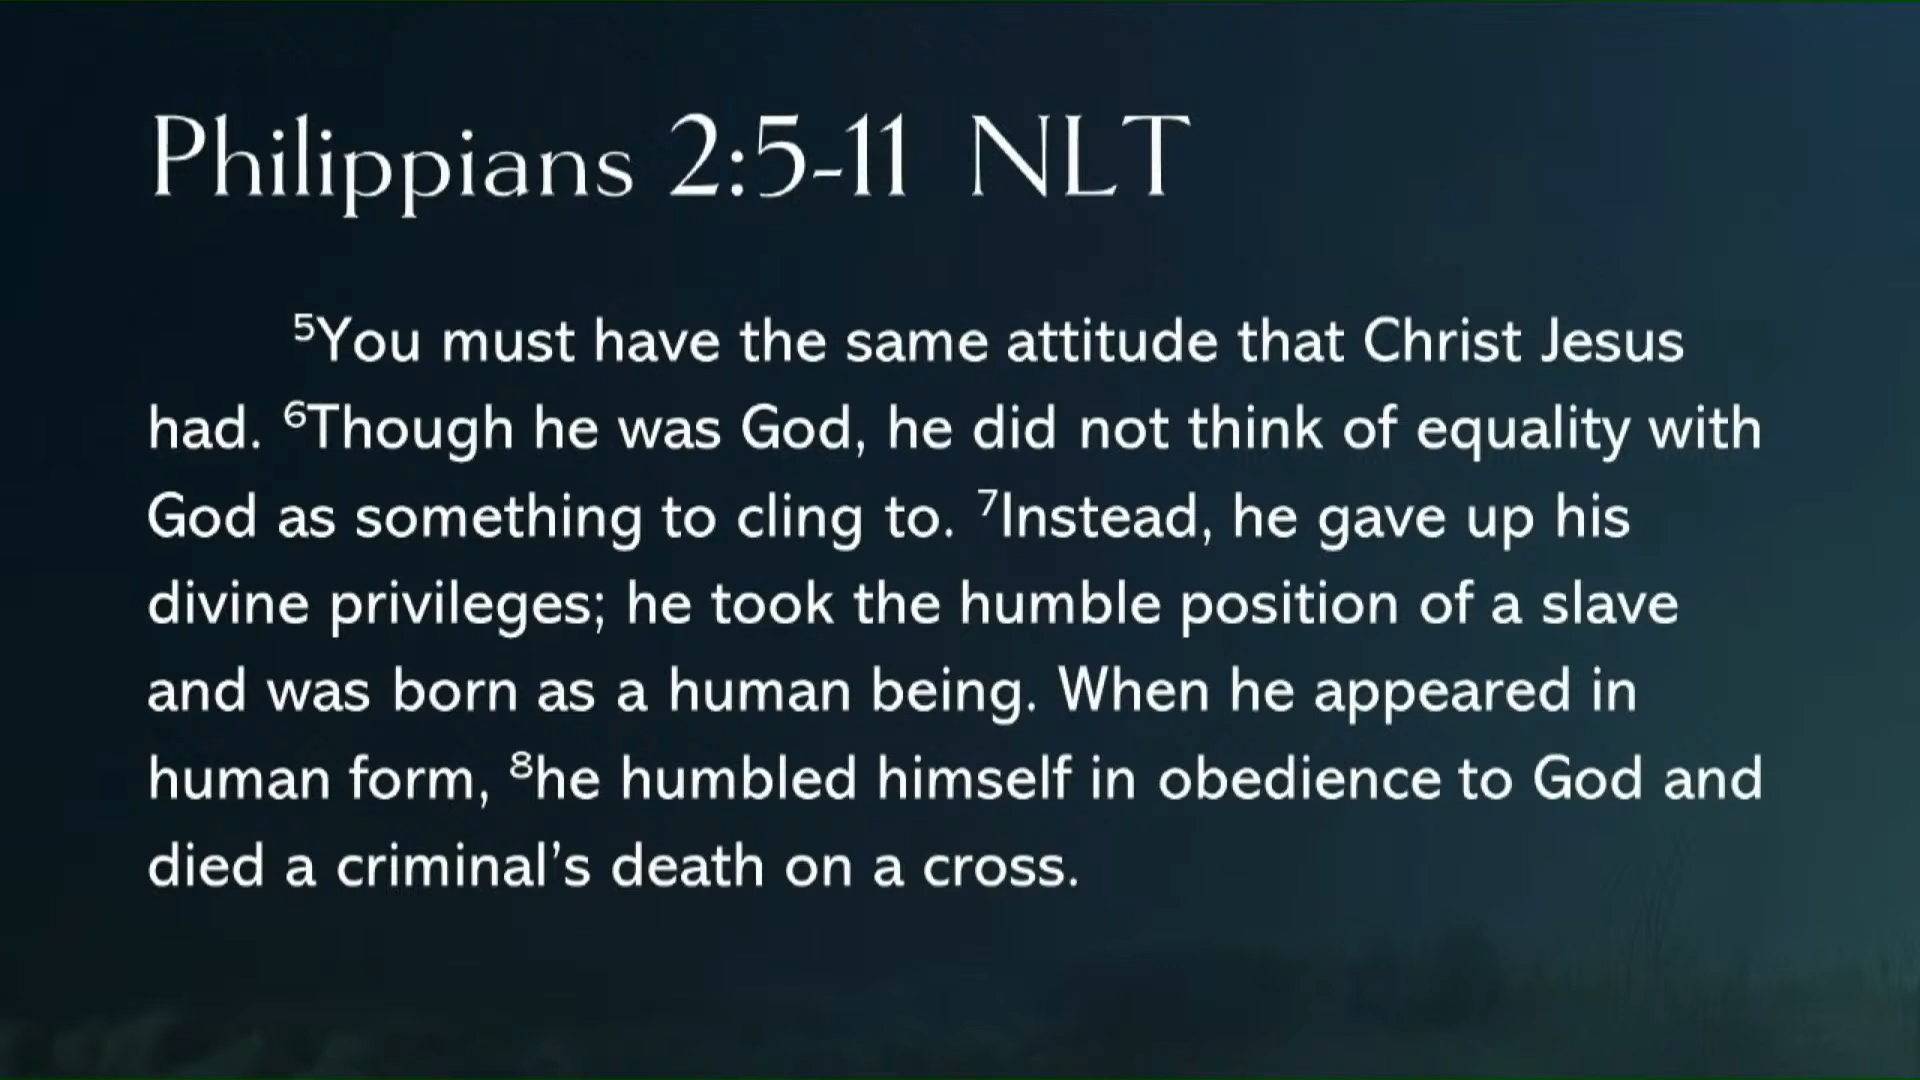 Philippians 2:5-11 NLT
⁵You must have the same attitude that Christ Jesus
had. ⁶Though he was God, he did not think of equality with
God as something to cling to. ⁷Instead, he gave up his
divine privileges; he took the humble position of a slave
and was born as a human being. When he appeared in
human form, ⁸he humbled himself in obedience to God and
died a criminal’s death on a cross.